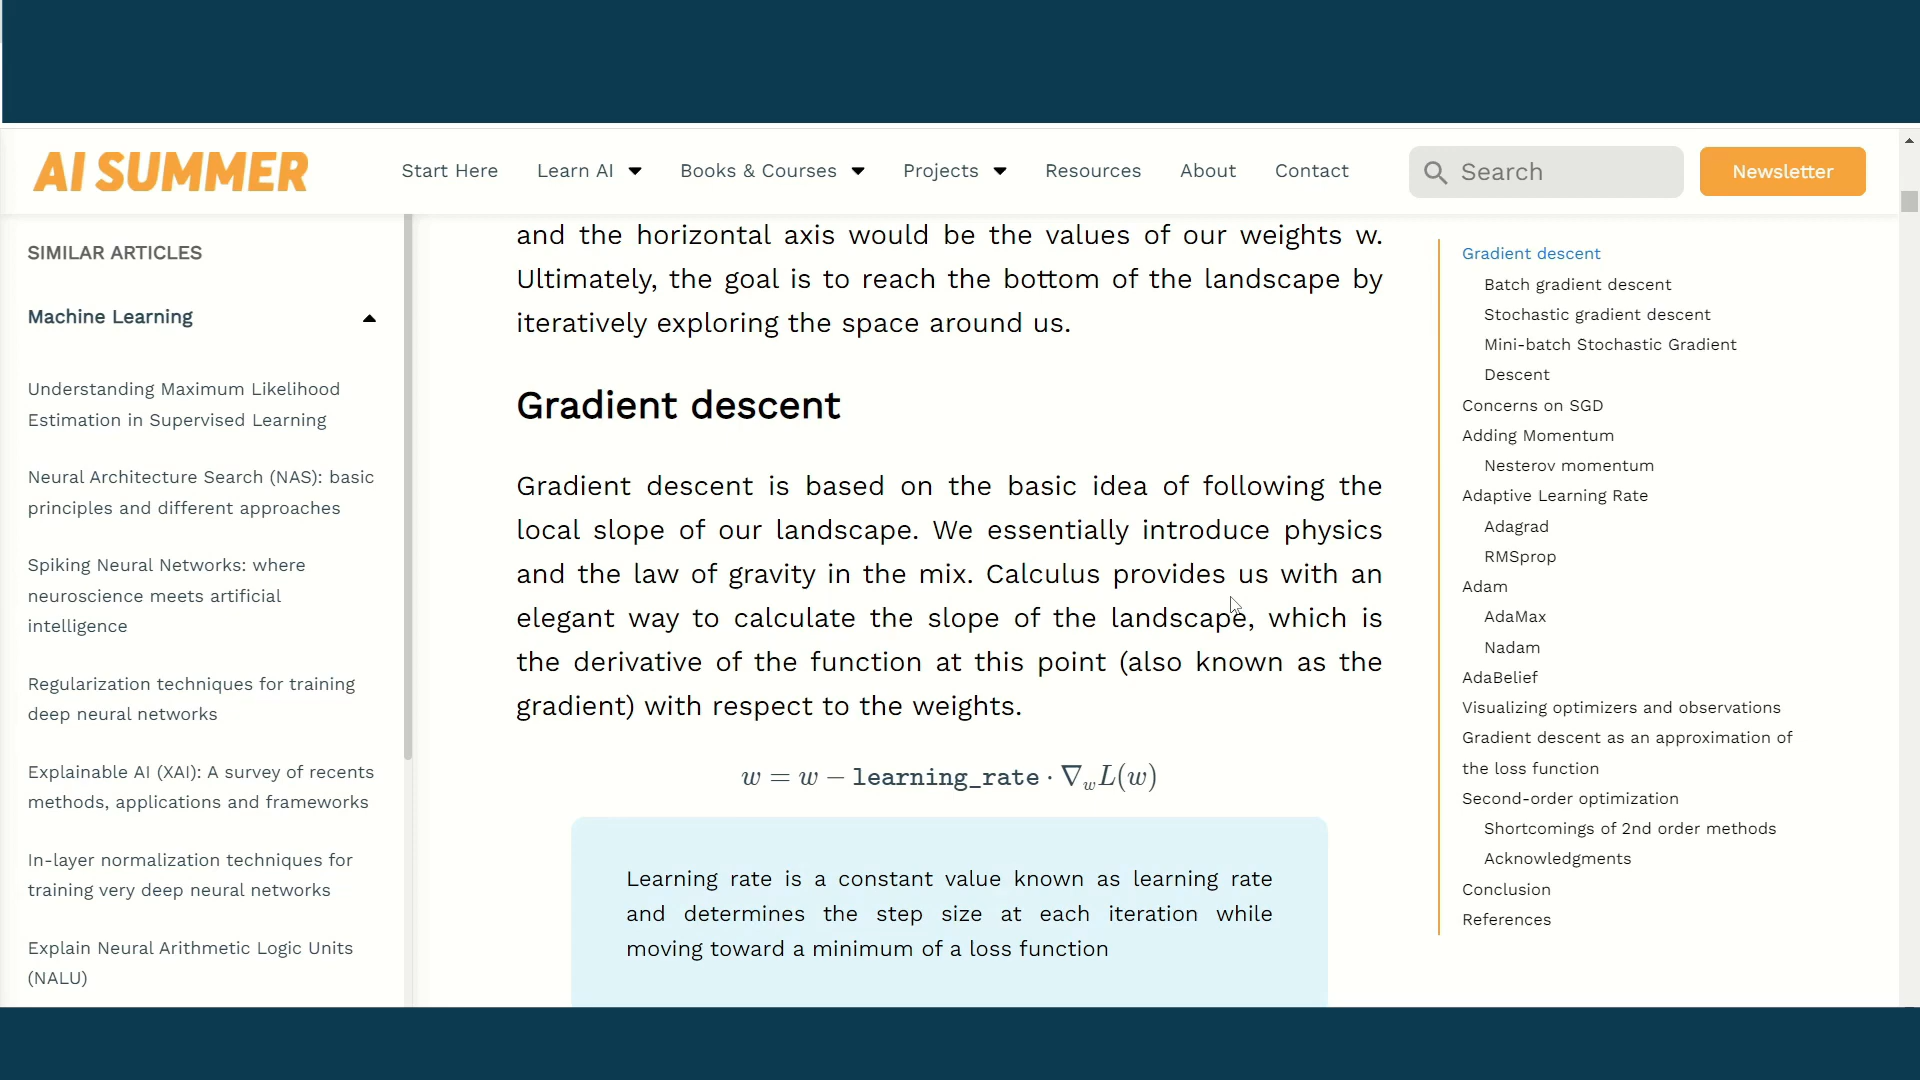 AI SUMMER
Start Here
Learn AI
Books & Courses
Projects
Resources
About
Contact
Search
Newsletter
SIMILAR ARTICLES
Machine Learning
Understanding Maximum Likelihood
Estimation in Supervised Learning
Neural Architecture Search (NAS): basic
principles and different approaches
Spiking Neural Networks: where
neuroscience meets artificial
intelligence
Regularization techniques for training
deep neural networks
Explainable AI (XAI): A survey of recents
methods, applications and frameworks
In-layer normalization techniques for
training very deep neural networks
Explain Neural Arithmetic Logic Units
(NALU)
and the horizontal axis would be the values of our weights w.
Ultimately, the goal is to reach the bottom of the landscape by
iteratively exploring the space around us.
Gradient descent
Gradient descent is based on the basic idea of following the
local slope of our landscape. We essentially introduce physics
and the law of gravity in the mix. Calculus provides us with an
elegant way to calculate the slope of the landscape, which is
the derivative of the function at this point (also known as the
gradient) with respect to the weights.
w = w − learning_rate · ∇wL(w)
Learning rate is a constant value known as learning rate
and determines the step size at each iteration while
moving toward a minimum of a loss function
Gradient descent
Batch gradient descent
Stochastic gradient descent
Mini-batch Stochastic Gradient
Descent
Concerns on SGD
Adding Momentum
Nesterov momentum
Adaptive Learning Rate
Adagrad
RMSprop
Adam
AdaMax
Nadam
AdaBelief
Visualizing optimizers and observations
Gradient descent as an approximation of
the loss function
Second-order optimization
Shortcomings of 2nd order methods
Acknowledgments
Conclusion
References